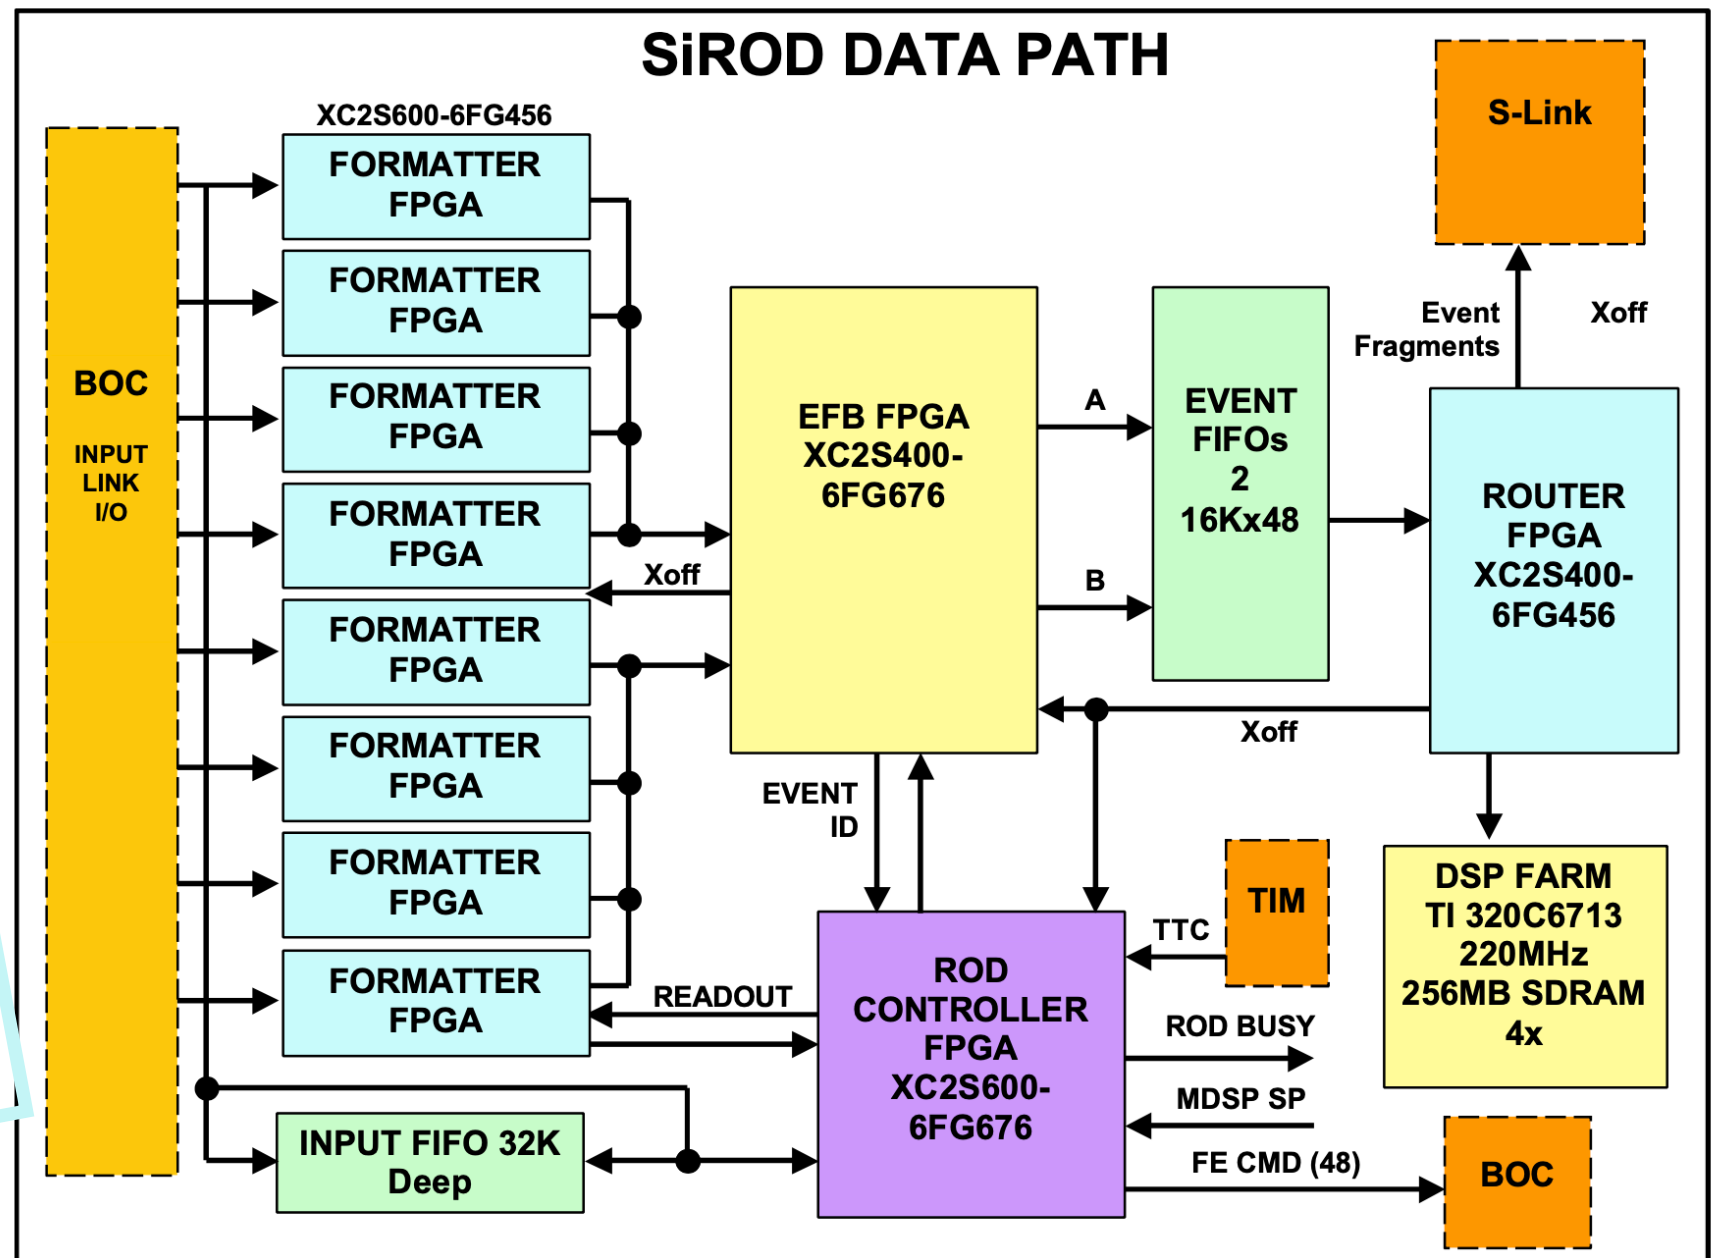 SiROD DATA PATH
XC2S600-6FG456
FORMATTER
FPGA
FORMATTER
FPGA
FORMATTER
FPGA
FORMATTER
FPGA
FORMATTER
FPGA
FORMATTER
FPGA
FORMATTER
FPGA
FORMATTER
FPGA
BOC
INPUT
LINK
I/O
INPUT FIFO 32K
Deep
Xoff
READOUT
EFB FPGA
XC2S400-
6FG676
EVENT
ID
A
B
EVENT
FIFOs
2
16Kx48
Xoff
S-Link
Event
Fragments
Xoff
ROUTER
FPGA
XC2S400-
6FG456
DSP FARM
TI 320C6713
220MHz
256MB SDRAM
4x
TIM
TTC
ROD
CONTROLLER
FPGA
XC2S600-
6FG676
ROD BUSY
MDSP SP
FE CMD (48)
BOC